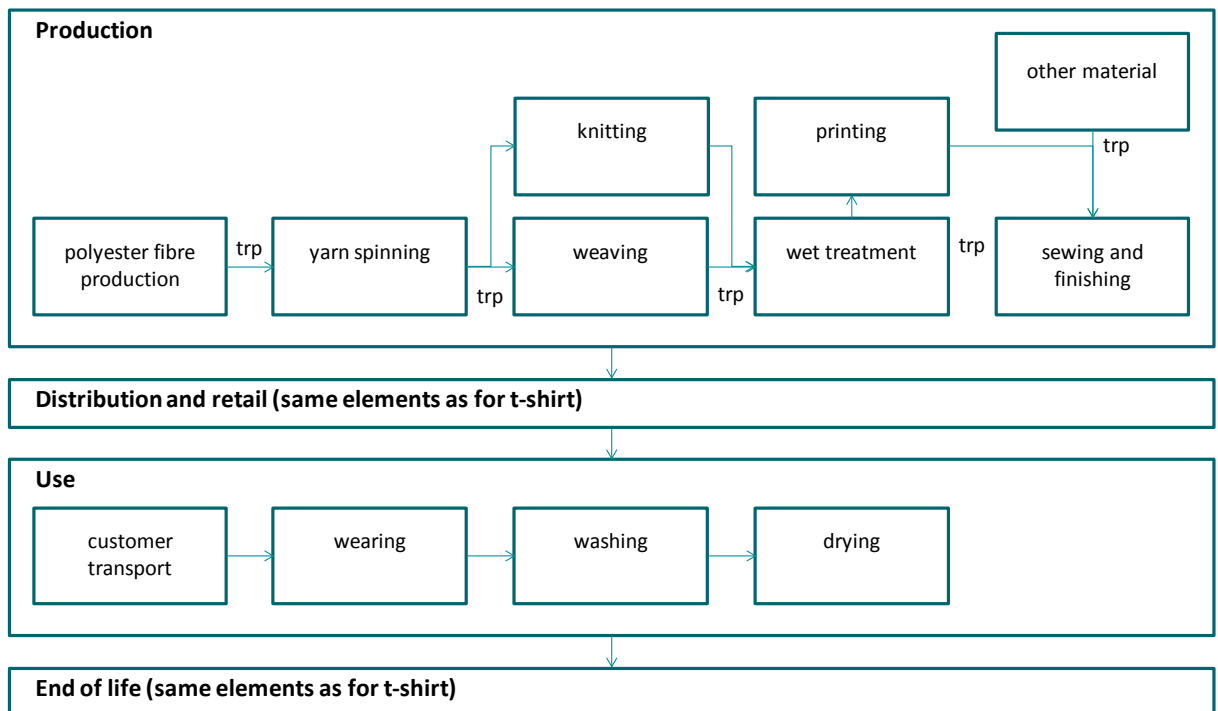 Production
other material
knitting
printing
trp
polyester fibre
production
trp
yarn spinning
trp
weaving
trp
wet treatment
trp
sewing and
finishing
Distribution and retail (same elements as for t-shirt)
Use
customer
transport
wearing
washing
drying
End of life (same elements as for t-shirt)